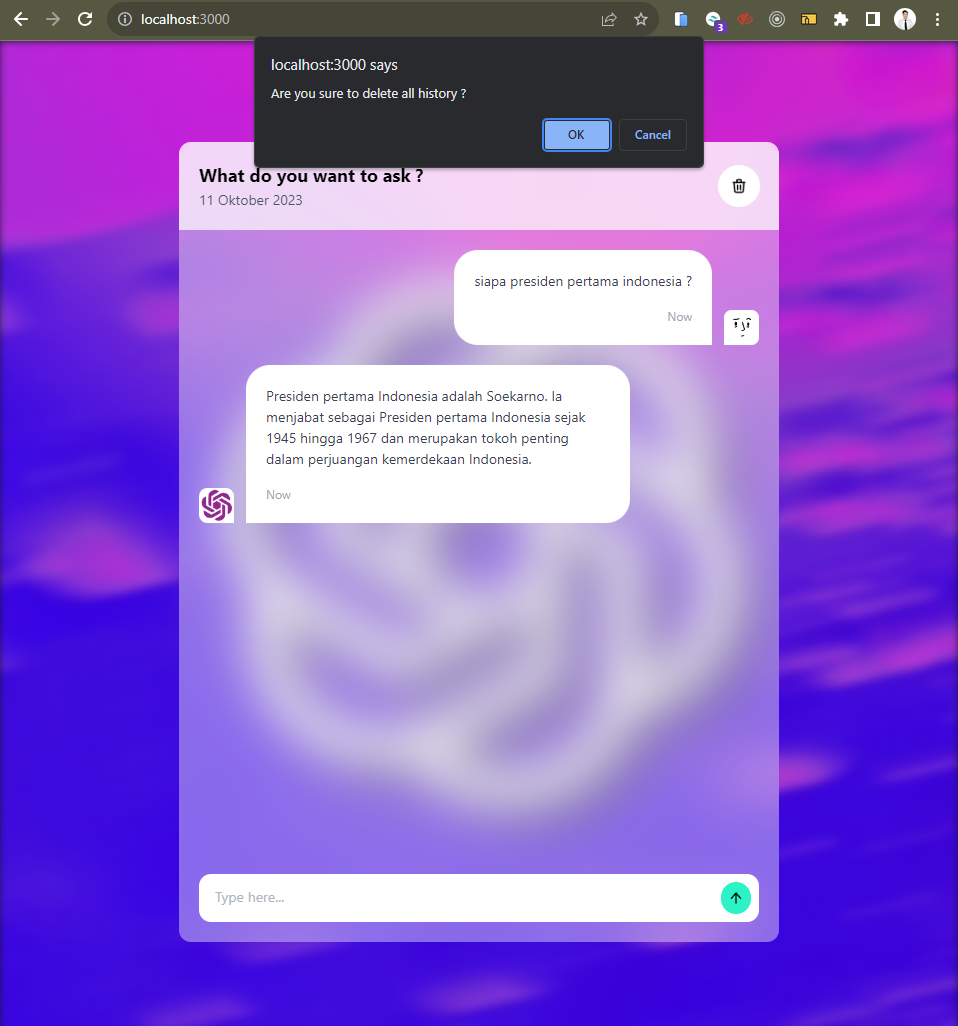 localhost:3000
3
localhost:3000 says
Are you sure to delete all history ?
OK
Cancel
What do you want to ask ?
11 Oktober 2023
siapa presiden pertama indonesia ?
Now
Presiden pertama Indonesia adalah Soekarno. Ia
menjabat sebagai Presiden pertama Indonesia sejak
1945 hingga 1967 dan merupakan tokoh penting
dalam perjuangan kemerdekaan Indonesia.
Now
Type here...